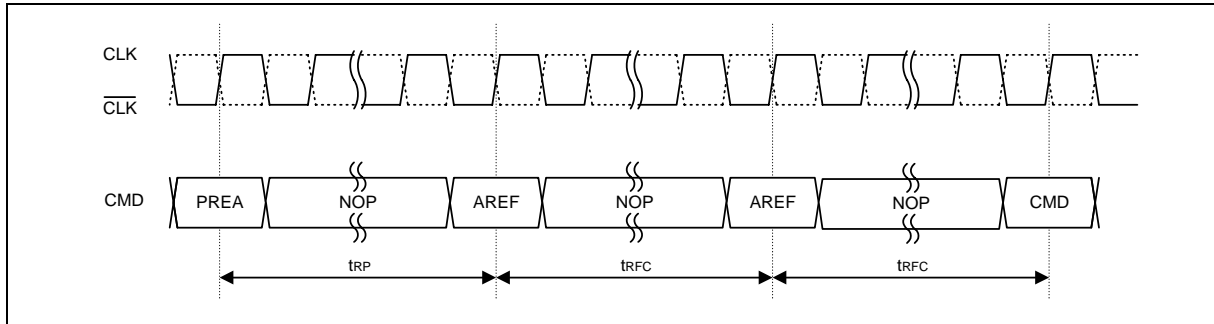 CLK
CLK
CMD
PREA NOP AREF NOP AREF NOP CMD
tRP tRFC tRFC